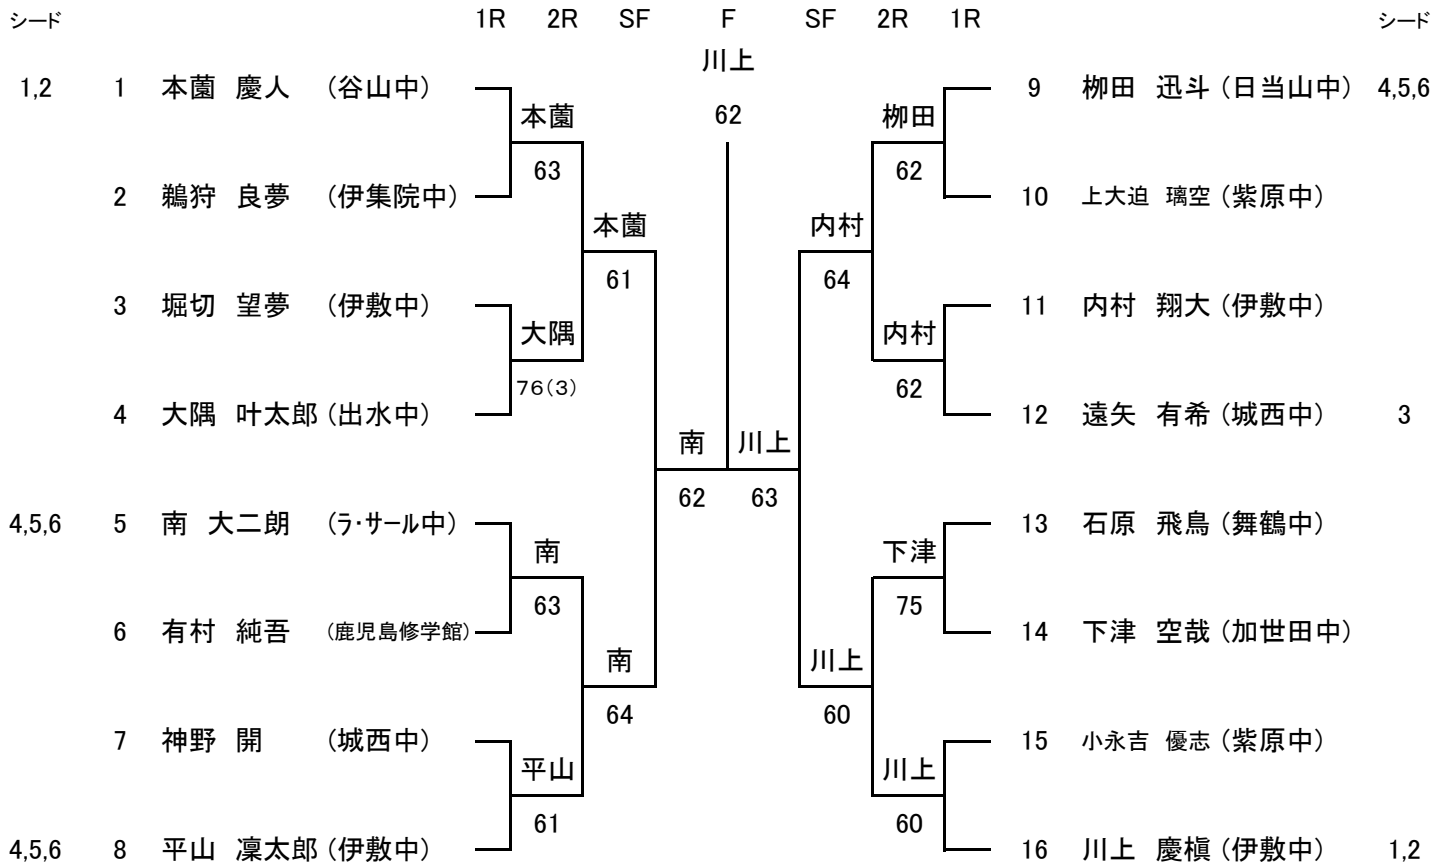 シード 1R 2R SF F SF 2R 1R シード
川上
1,2 1 本薗 慶人 (谷山中) 9 栁田 迅斗 (日当山中) 4,5,6
本薗 62 栁田
63 62
2 鵜狩 良夢 (伊集院中) 10 上大迫 璃空 (紫原中)
本薗 内村
61 64
3 堀切 望夢 (伊敷中) 11 内村 翔大 (伊敷中)
大隅 内村
76(3) 62
4 大隅 叶太郎 (出水中) 12 遠矢 有希 (城西中) 3
南 川上
62 63
4,5,6 5 南 大二朗 (ラ・サール中) 13 石原 飛鳥 (舞鶴中)
南 下津
63 75
6 有村 純吾 (鹿児島修学館) 14 下津 空哉 (加世田中)
南 川上
64 60
7 神野 開 (城西中) 15 小永吉 優志 (紫原中)
平山 川上
61 60
4,5,6 8 平山 凜太郎 (伊敷中) 16 川上 慶槇 (伊敷中) 1,2